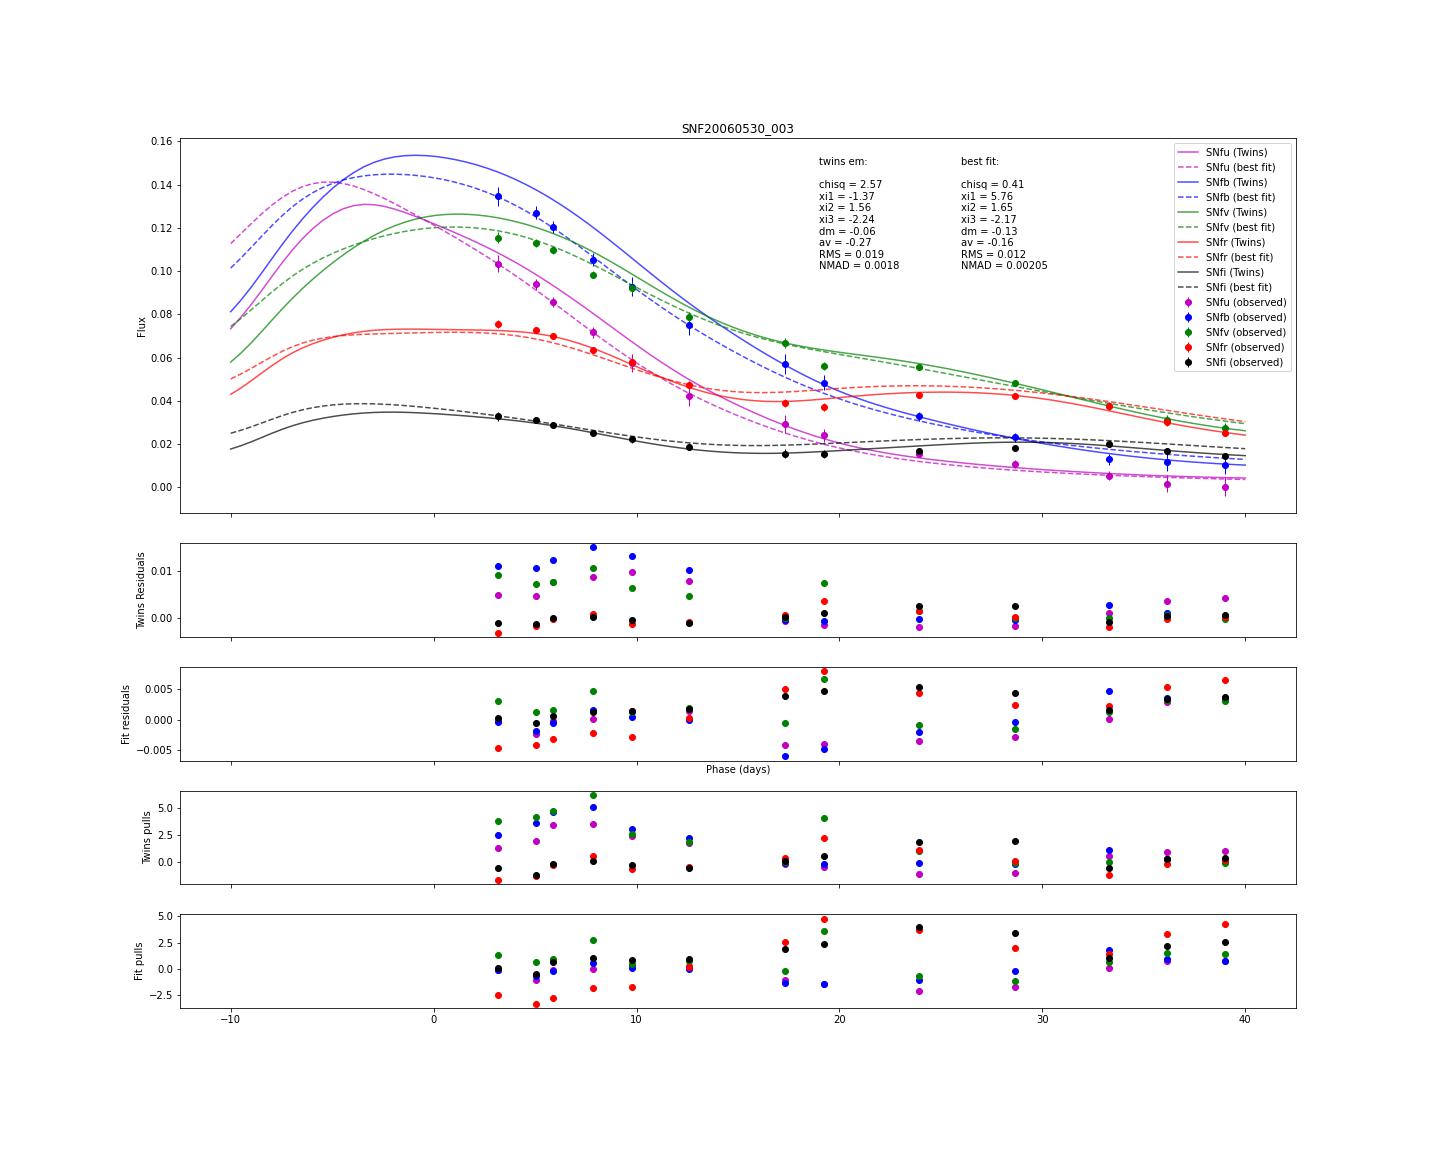 SNF20060530_003
0.16
0.14
0.12
0.10
0.08
0.06
0.04
0.02
0.00
Flux
twins em:
chisq = 2.57
xi1 = -1.37
xi2 = 1.56
xi3 = -2.24
dm = -0.06
av = -0.27
RMS = 0.019
NMAD = 0.0018
best fit:
chisq = 0.41
xi1 = 5.76
xi2 = 1.65
xi3 = -2.17
dm = -0.13
av = -0.16
RMS = 0.012
NMAD = 0.00205
SNfu (Twins)
SNfu (best fit)
SNfb (Twins)
SNfb (best fit)
SNfv (Twins)
SNfv (best fit)
SNfr (Twins)
SNfr (best fit)
SNfi (Twins)
SNfi (best fit)
SNfu (observed)
SNfb (observed)
SNfv (observed)
SNfr (observed)
SNfi (observed)
−10
0
10
20
30
40
0.01
0.00
Twins Residuals
0.005
0.000
−0.005
Fit residuals
Phase (days)
5.0
2.5
0.0
Twins pulls
5.0
2.5
0.0
−2.5
Fit pulls
−10
0
10
20
30
40